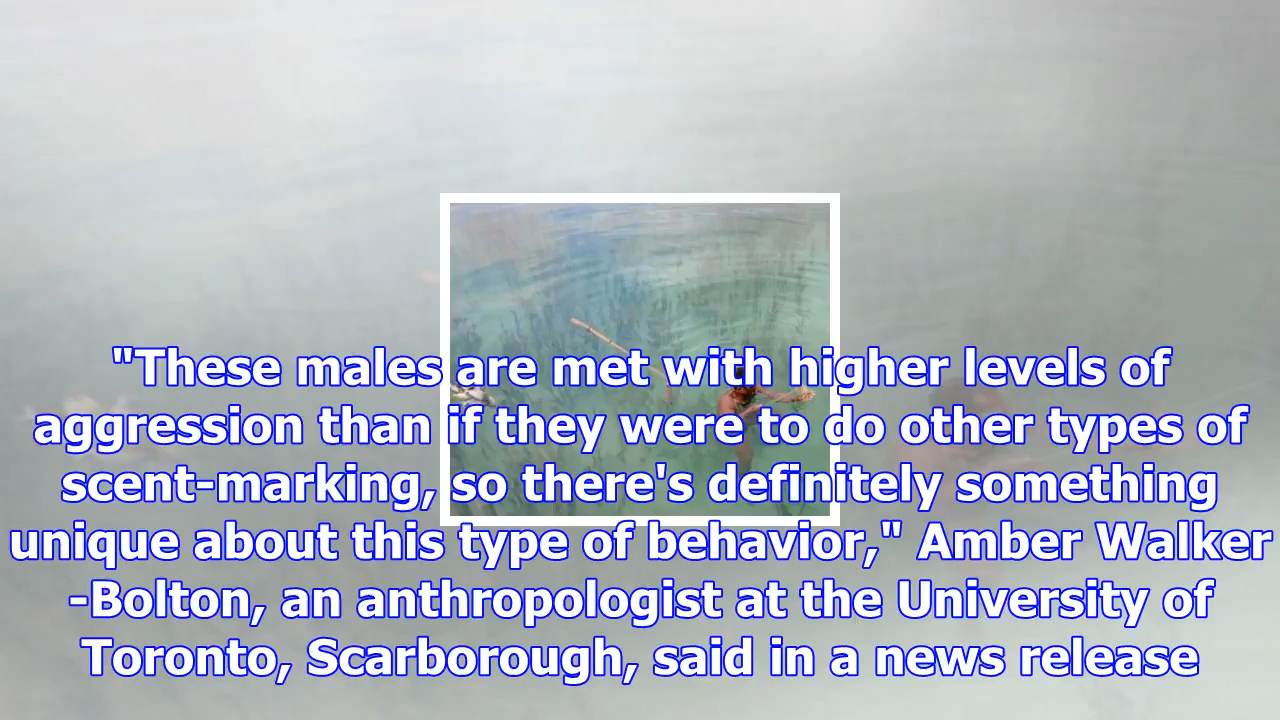 "These males are met with higher levels of
aggression than if they were to do other types of
scent-marking, so there's definitely something
unique about this type of behavior," Amber Walker
-Bolton, an anthropologist at the University of
Toronto, Scarborough, said in a news release